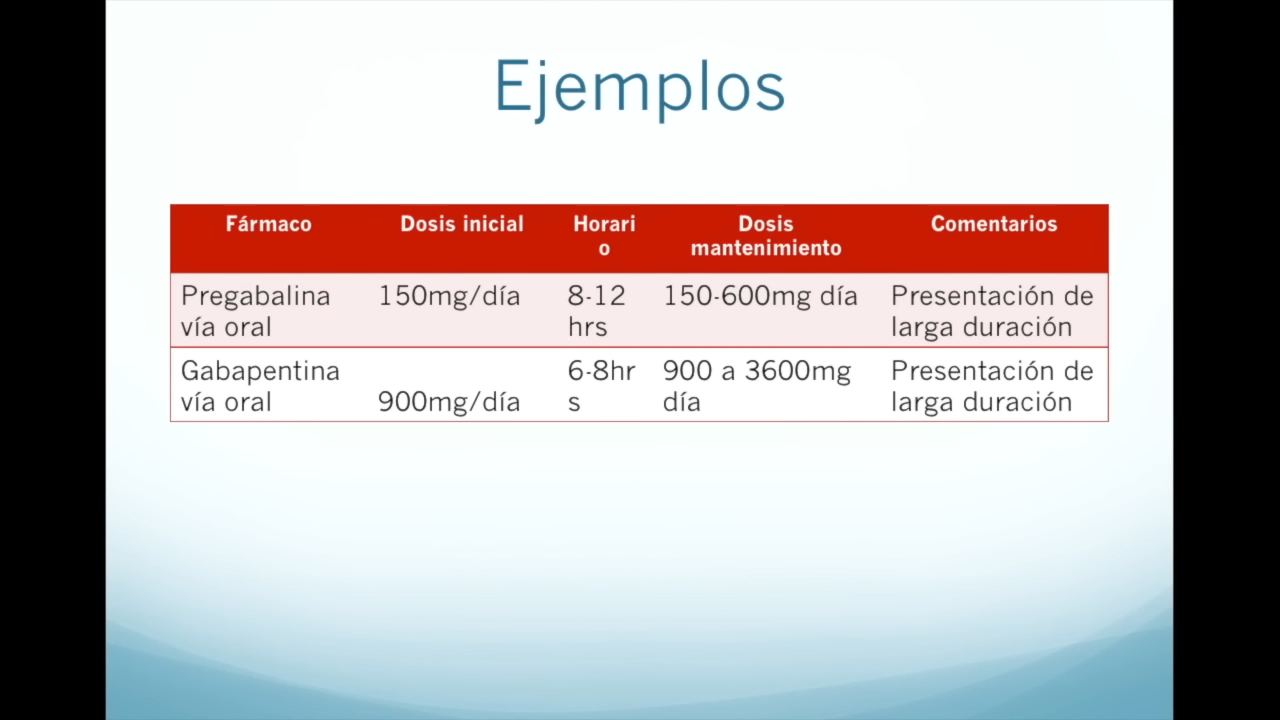 Ejemplos
Fármaco Dosis inicial Horari Dosis Comentarios
o mantenimiento
Pregabalina 150mg/día 8-12 150-600mg día Presentación de
vía oral hrs larga duración
Gabapentina 6-8hr 900 a 3600mg Presentación de
vía oral 900mg/día s día larga duración